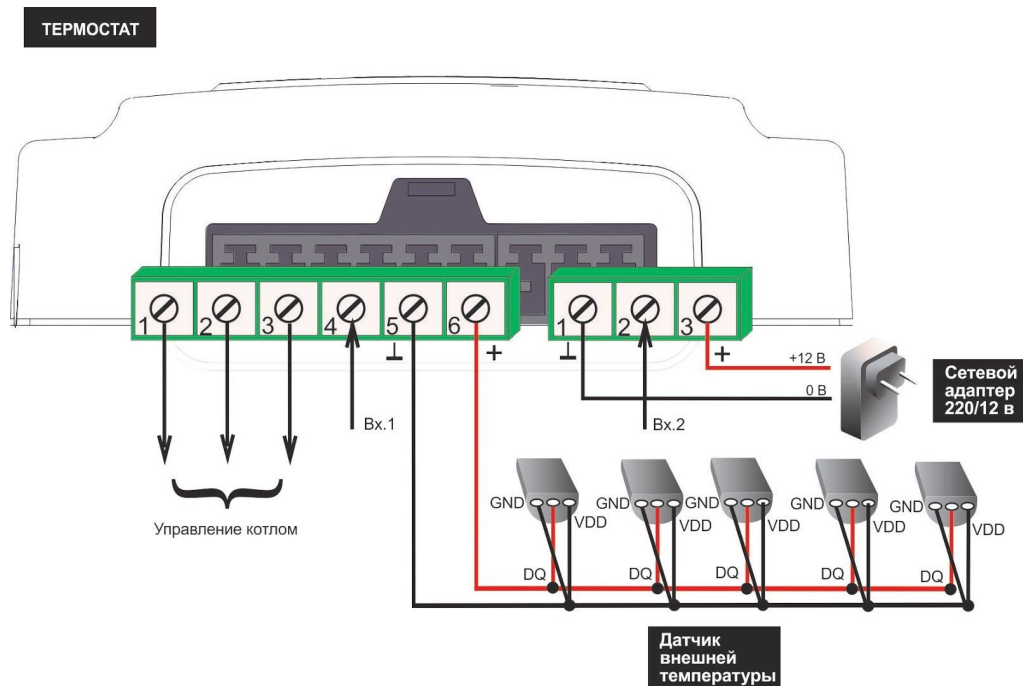 ТЕРМОСТАТ
1 2 3 4 5 6
⊥ +
1 2 3
⊥ +
+12 В
0 В
Сетевой
адаптер
220/12 в
Вх.1
Вх.2
Управление котлом
GND VDD DQ
GND VDD DQ
GND VDD DQ
GND VDD DQ
GND VDD DQ
Датчик
внешней
температуры